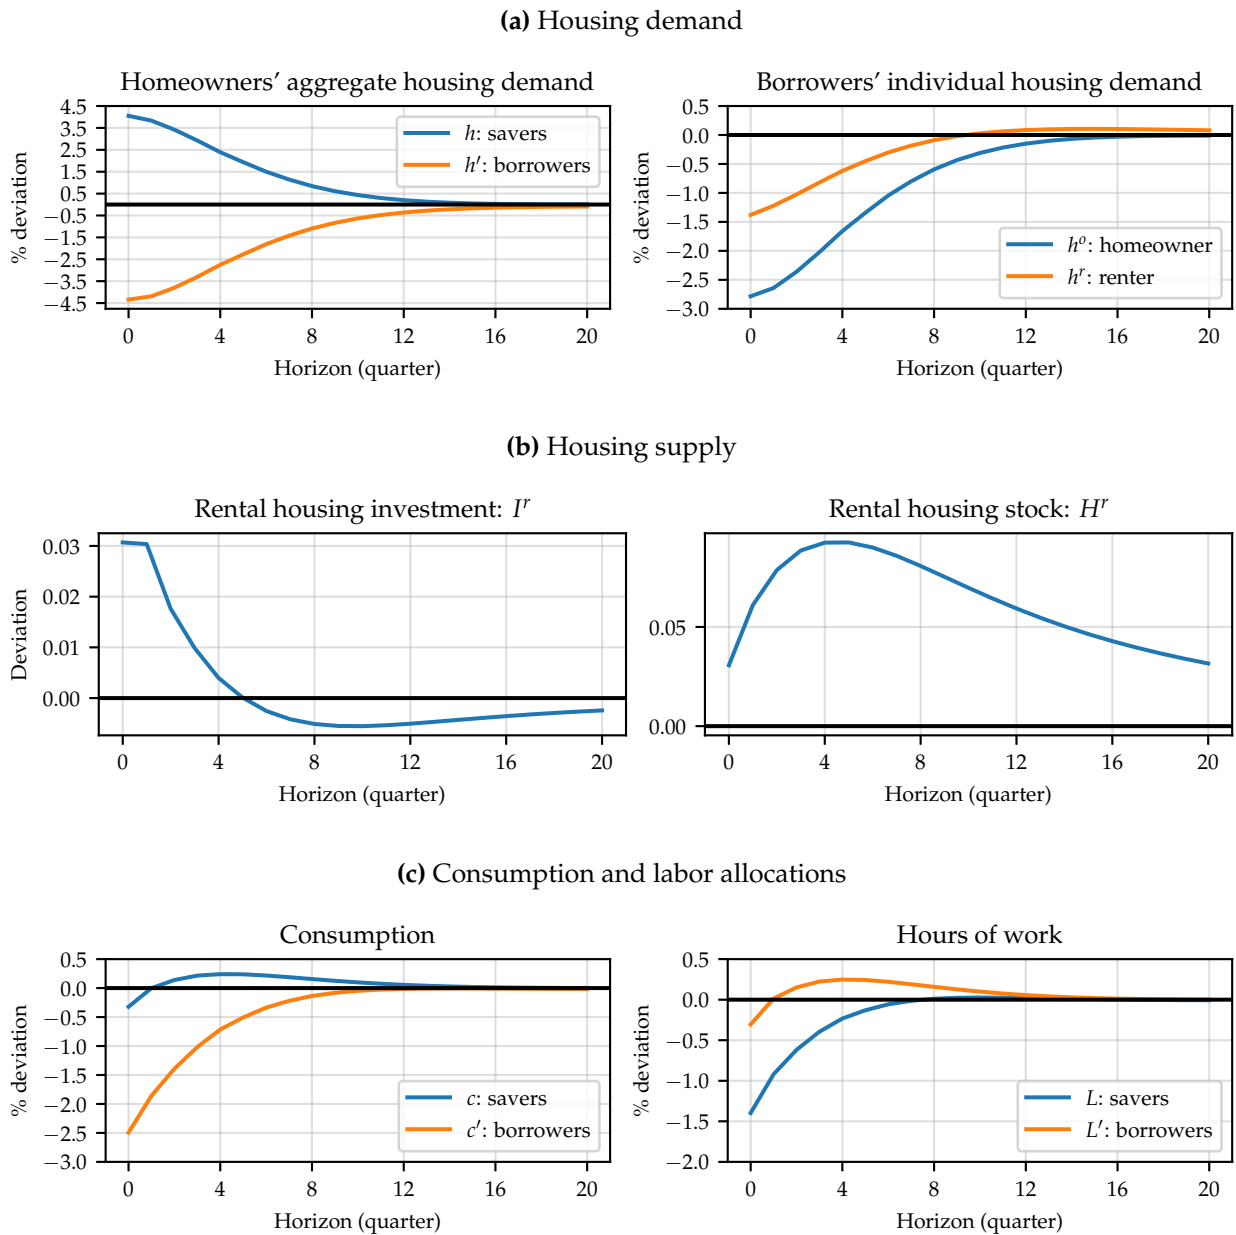 (a) Housing demand
Homeowners’ aggregate housing demand
4.5
3.5
2.5
1.5
0.5
−0.5
−1.5
−2.5
−3.5
−4.5
% deviation
h: savers
h′: borrowers
0 4 8 12 16 20
Horizon (quarter)
Borrowers’ individual housing demand
0.5
0.0
−0.5
−1.0
−1.5
−2.0
−2.5
−3.0
% deviation
hᵒ: homeowner
hʳ: renter
0 4 8 12 16 20
Horizon (quarter)
(b) Housing supply
Rental housing investment: Iʳ
0.03
0.02
0.01
0.00
Deviation
0 4 8 12 16 20
Horizon (quarter)
Rental housing stock: Hʳ
0.05
0.00
0 4 8 12 16 20
Horizon (quarter)
(c) Consumption and labor allocations
Consumption
0.5
0.0
−0.5
−1.0
−1.5
−2.0
−2.5
−3.0
% deviation
c: savers
c′: borrowers
0 4 8 12 16 20
Horizon (quarter)
Hours of work
0.5
0.0
−0.5
−1.0
−1.5
−2.0
% deviation
L: savers
L′: borrowers
0 4 8 12 16 20
Horizon (quarter)